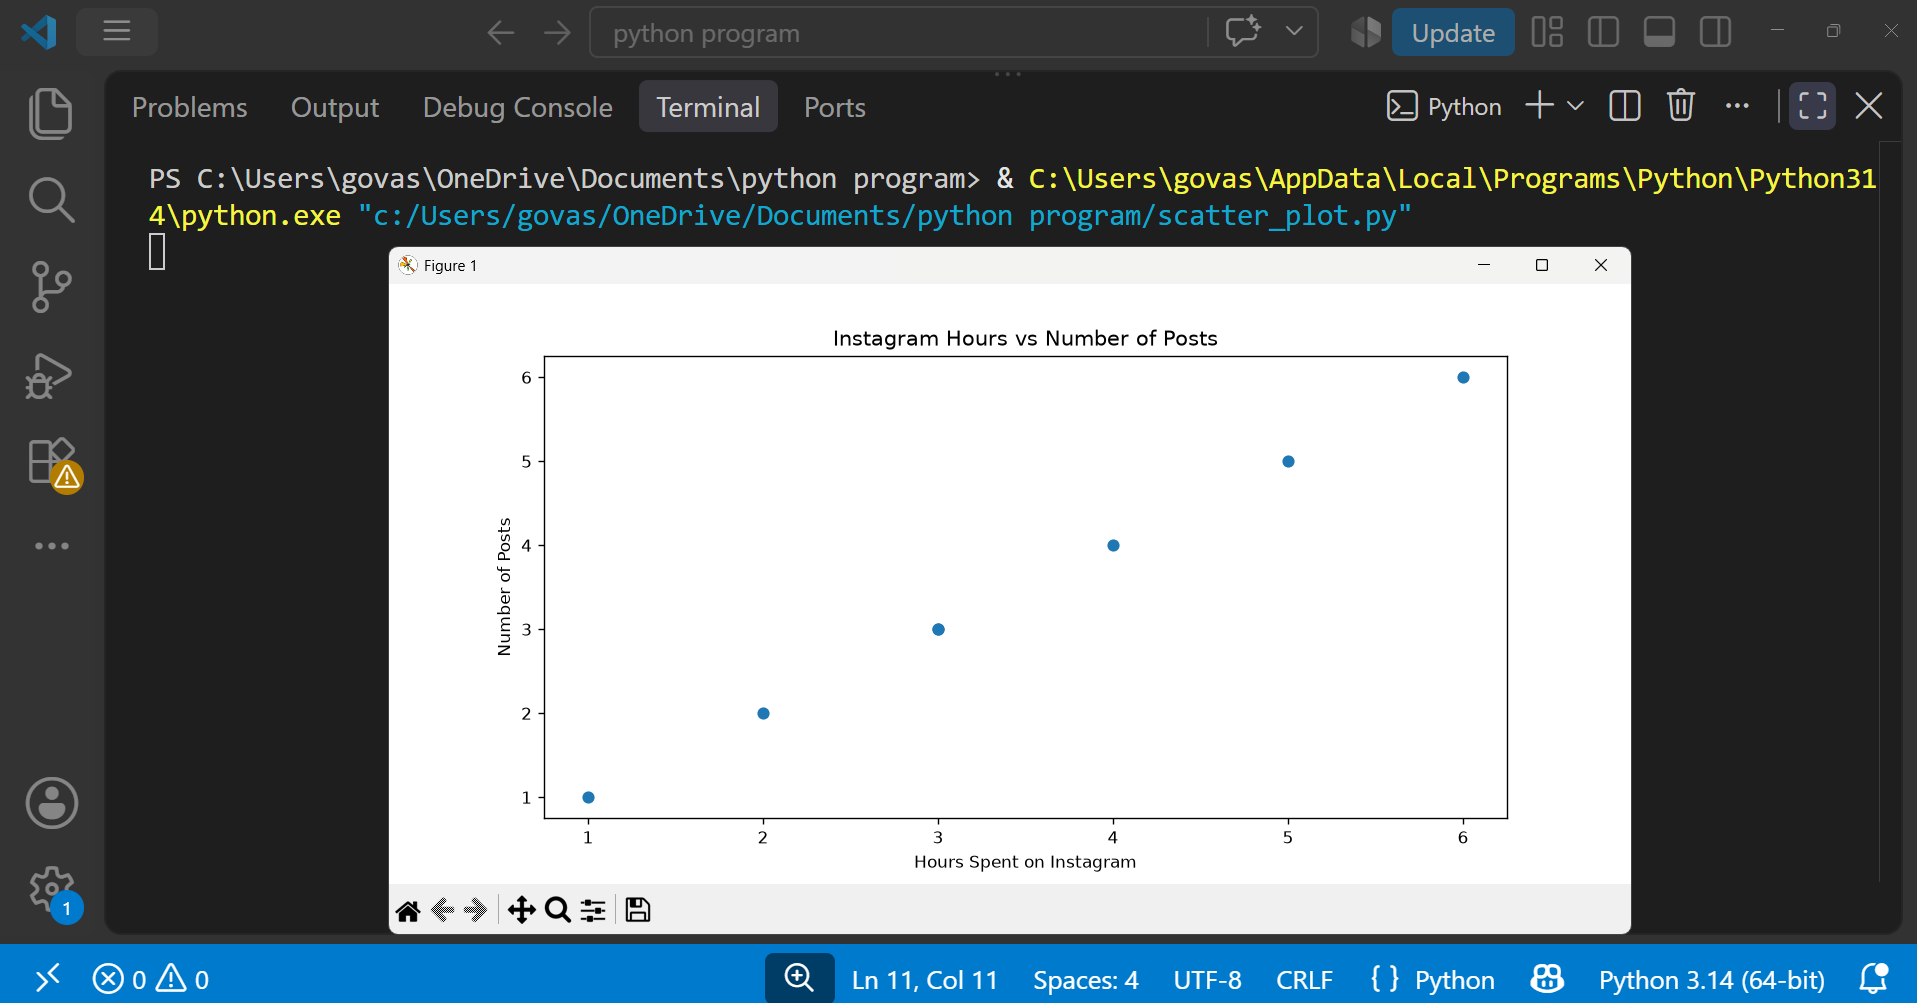 python program
Update
Problems Output Debug Console Terminal Ports
Python
PS C:\Users\govas\OneDrive\Documents\python program> & C:\Users\govas\AppData\Local\Programs\Python\Python31
4\python.exe "c:/Users/govas/OneDrive/Documents/python program/scatter_plot.py"
Figure 1
Instagram Hours vs Number of Posts
6
5
4
3
2
1
Number of Posts
1 2 3 4 5 6
Hours Spent on Instagram
1
0 0
Ln 11, Col 11 Spaces: 4 UTF-8 CRLF { } Python Python 3.14 (64-bit)